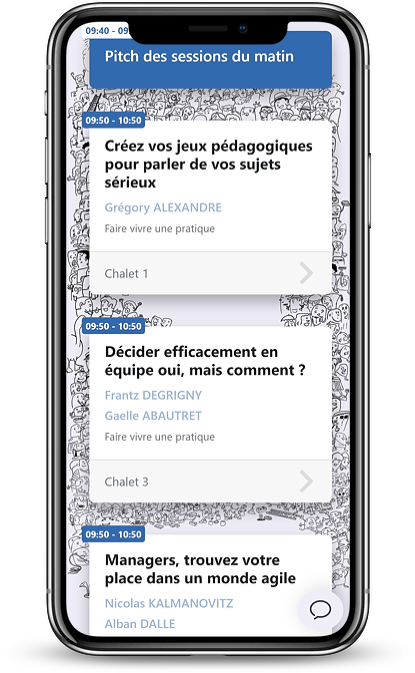 09:40 - 09
Pitch des sessions du matin
09:50 - 10:50
Créez vos jeux pédagogiques
pour parler de vos sujets
sérieux
Grégory ALEXANDRE
Faire vivre une pratique
Chalet 1
09:50 - 10:50
Décider efficacement en
équipe oui, mais comment ?
Frantz DEGRIGNY
Gaelle ABAUTRET
Faire vivre une pratique
Chalet 3
09:50 - 10:50
Managers, trouvez votre
place dans un monde agile
Nicolas KALMANOVITZ
Alban DALLE